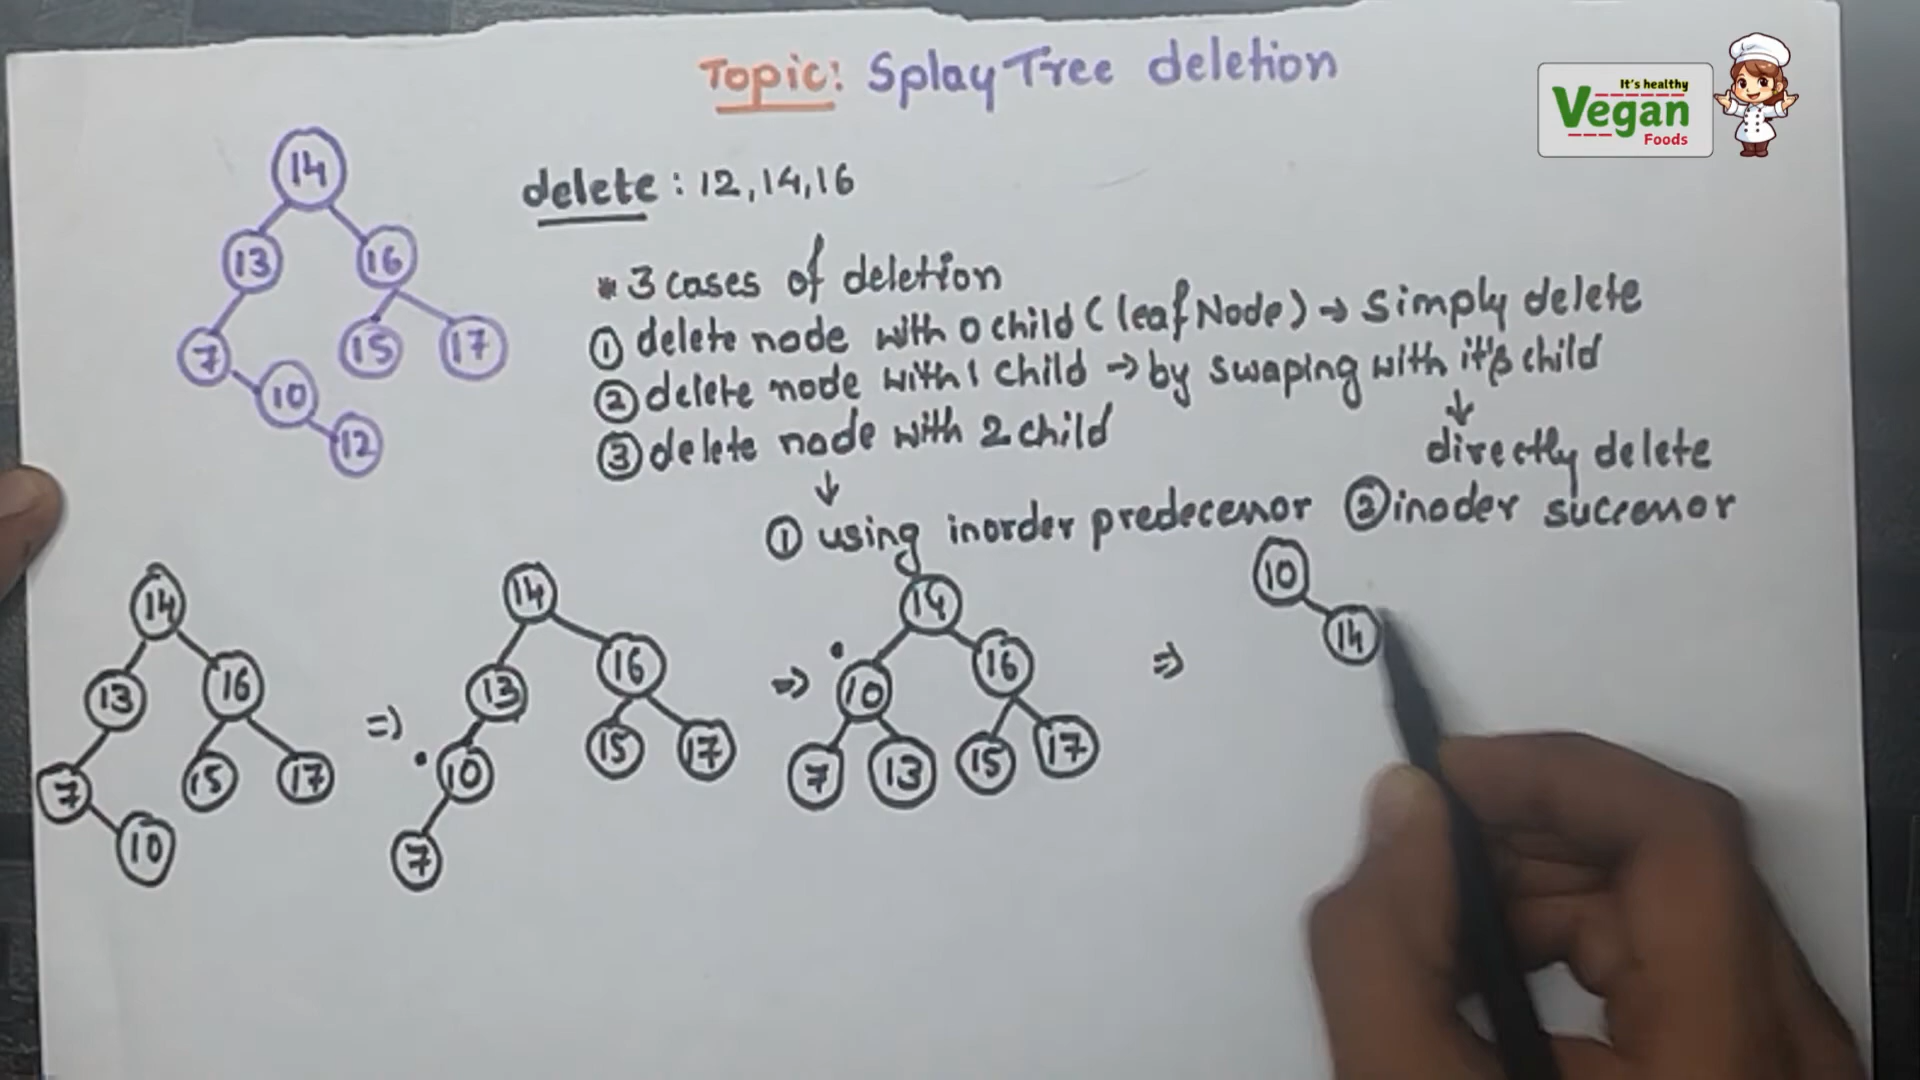 Topic: Splay Tree deletion
It's healthy
Vegan
Foods
delete : 12,14,16
14
13 16
7 15 17
10
12
* 3 cases of deletion
① delete node with 0 child (leaf Node) → Simply delete
② delete node with 1 child → by swaping with it's child
↓
directly delete
③ delete node with 2 child
↓
① using inorder predecenor ② inoder succenor
14
13 16
7 15 17
10
=)
14
13 16
10 15 17
7
=>
14
10 16
7 13 15 17
=>
10
14